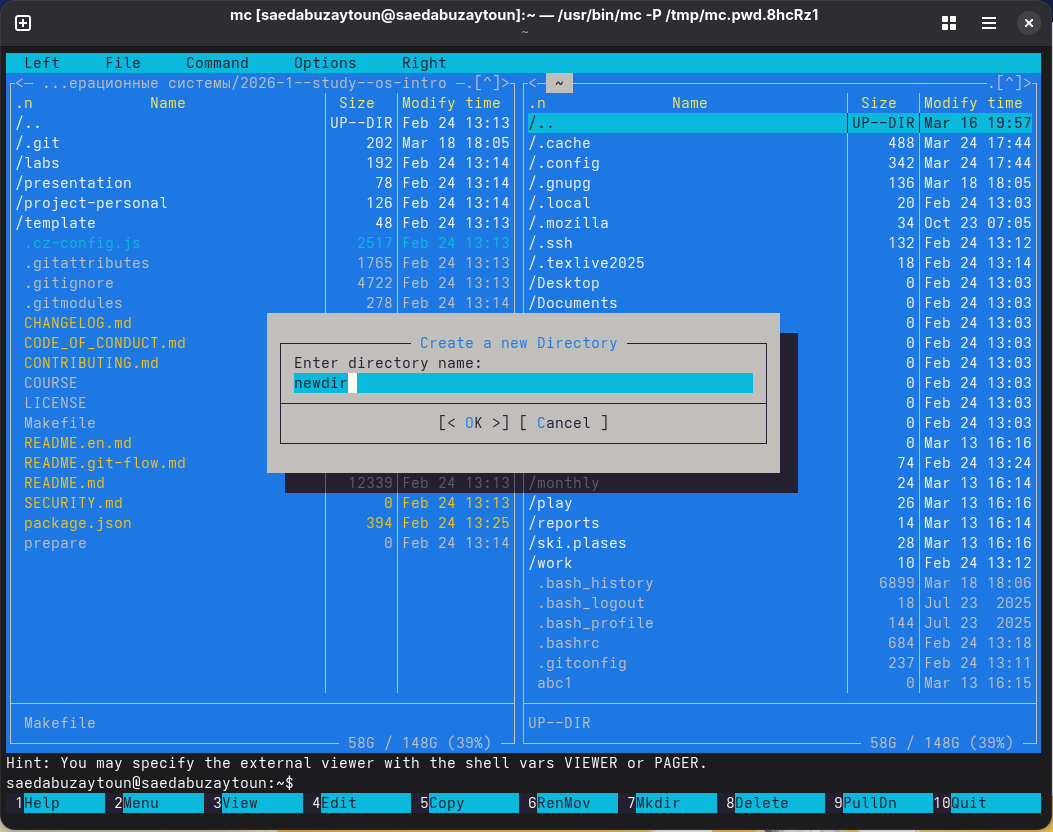 mc [saedabuzaytoun@saedabuzaytoun]:~ — /usr/bin/mc -P /tmp/mc.pwd.8hcRz1
~
Left File Command Options Right
<— ...ерационные системы/2026-1--study--os-intro —.[^]>
.n Name Size Modify time
/.. UP--DIR Feb 24 13:13
/.git 202 Mar 18 18:05
/labs 192 Feb 24 13:14
/presentation 78 Feb 24 13:14
/project-personal 126 Feb 24 13:14
/template 48 Feb 24 13:13
.cz-config.js 2517 Feb 24 13:13
.gitattributes 1765 Feb 24 13:13
.gitignore 4722 Feb 24 13:13
.gitmodules 278 Feb 24 13:14
CHANGELOG.md
CODE_OF_CONDUCT.md
CONTRIBUTING.md
COURSE
LICENSE
Makefile
README.en.md
README.git-flow.md
README.md 12339 Feb 24 13:13
SECURITY.md 0 Feb 24 13:13
package.json 394 Feb 24 13:25
prepare 0 Feb 24 13:14
Makefile
58G / 148G (39%)
<— ~ .[^]>
.n Name Size Modify time
/.. UP--DIR Mar 16 19:57
/.cache 488 Mar 24 17:44
/.config 342 Mar 24 17:44
/.gnupg 136 Mar 18 18:05
/.local 20 Feb 24 13:03
/.mozilla 34 Oct 23 07:05
/.ssh 132 Feb 24 13:12
/.texlive2025 18 Feb 24 13:14
/Desktop 0 Feb 24 13:03
/Documents 0 Feb 24 13:03
0 Feb 24 13:03
0 Feb 24 13:03
0 Feb 24 13:03
0 Feb 24 13:03
0 Feb 24 13:03
0 Feb 24 13:03
0 Mar 13 16:16
74 Feb 24 13:24
/monthly 24 Mar 13 16:14
/play 26 Mar 13 16:16
/reports 14 Mar 13 16:14
/ski.plases 28 Mar 13 16:16
/work 10 Feb 24 13:12
.bash_history 6899 Mar 18 18:06
.bash_logout 18 Jul 23 2025
.bash_profile 144 Jul 23 2025
.bashrc 684 Feb 24 13:18
.gitconfig 237 Feb 24 13:11
abc1 0 Mar 13 16:15
UP--DIR
58G / 148G (39%)
Create a new Directory
Enter directory name:
newdir
[< OK >] [ Cancel ]
Hint: You may specify the external viewer with the shell vars VIEWER or PAGER.
saedabuzaytoun@saedabuzaytoun:~$
1Help 2Menu 3View 4Edit 5Copy 6RenMov 7Mkdir 8Delete 9PullDn 10Quit